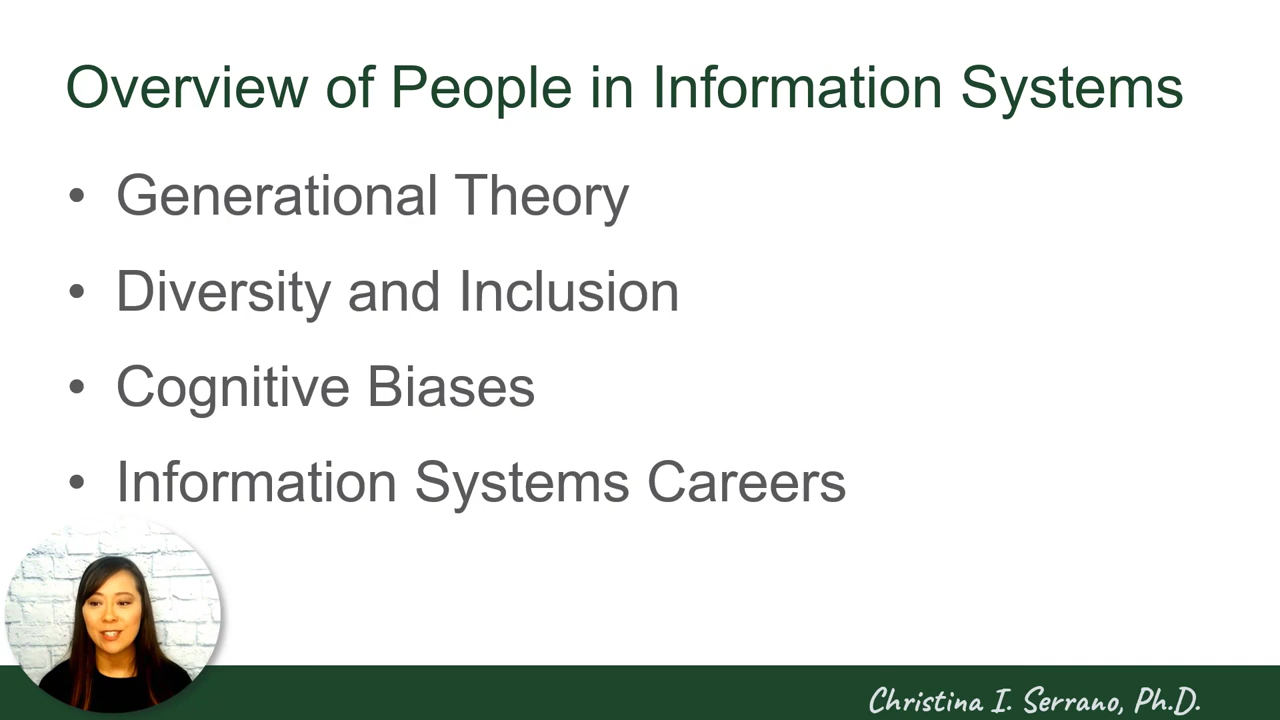 Overview of People in Information Systems
• Generational Theory
• Diversity and Inclusion
• Cognitive Biases
• Information Systems Careers
Christina I. Serrano, Ph.D.